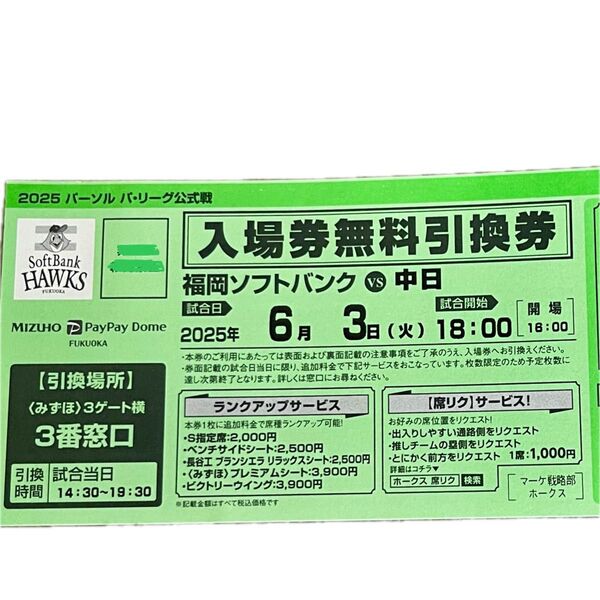 2025 パーソル パ・リーグ公式戦
SoftBank
HAWKS
FUKUOKA
入場券無料引換券
福岡ソフトバンク VS 中日
試合日
2025年 6月 3日(火)
試合開始
18:00
開場
16:00
MIZUHO PayPay Dome
FUKUOKA
・本券のご利用にあたっては表面および裏面記載の注意事項をご了承のうえ、入場券へお引換えください。
・券面記載の試合日当日に限り、追加料金で下記サービスをおこなっています。枚数限定のため予定枚数に
達し次第終了となります。詳しくは窓口にお尋ねください。
【引換場所】
〈みずほ〉3ゲート横
3番窓口
引換
時間
試合当日
14:30~19:30
ランクアップサービス
本券1枚に追加料金で席種ランクアップ可能!
・S指定席:2,000円
・ベンチサイドシート:2,500円
・長谷工 ブランシエラ リラックスシート:2,500円
・〈みずほ〉プレミアムシート:3,900円
・ビクトリーウイング:3,900円
※記載金額はすべて税込価格です
【席リク】サービス!
お好みの席位置をリクエスト!
・出入りしやすい通路側をリクエスト
・推しチームの塁側をリクエスト
・とにかく前方をリクエスト
1席:1,000円
詳細はコチラ▼
ホークス 席リク 検索
マーケ戦略部
ホークス